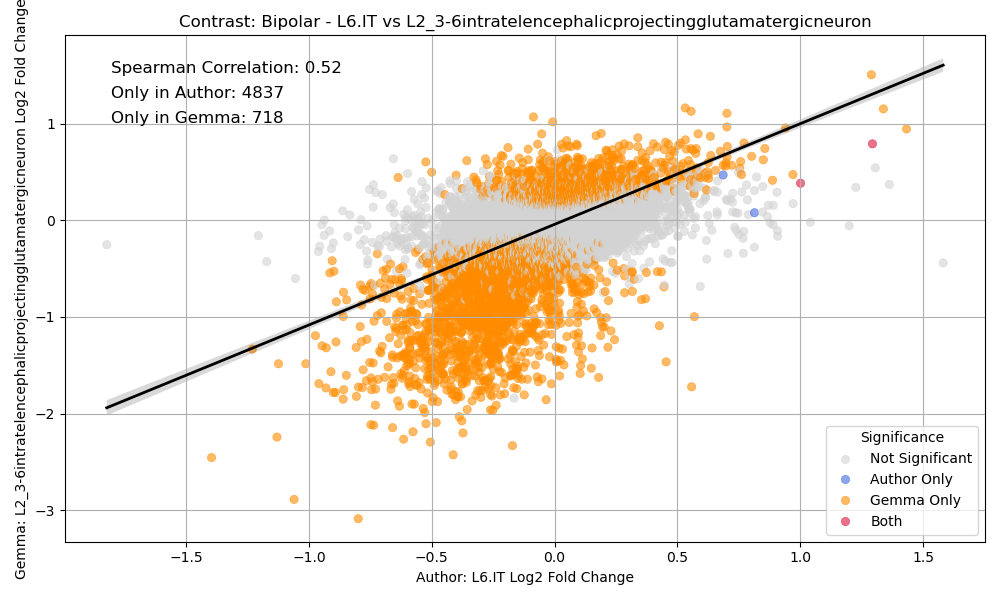 Contrast: Bipolar - L6.IT vs L2_3-6intratelencephalicprojectingglutamatergicneuron
Spearman Correlation: 0.52
Only in Author: 4837
Only in Gemma: 718
Gemma: L2_3-6intratelencephalicprojectingglutamatergicneuron Log2 Fold Change
1
0
−1
−2
−3
Significance
Not Significant
Author Only
Gemma Only
Both
−1.5 −1.0 −0.5 0.0 0.5 1.0 1.5
Author: L6.IT Log2 Fold Change